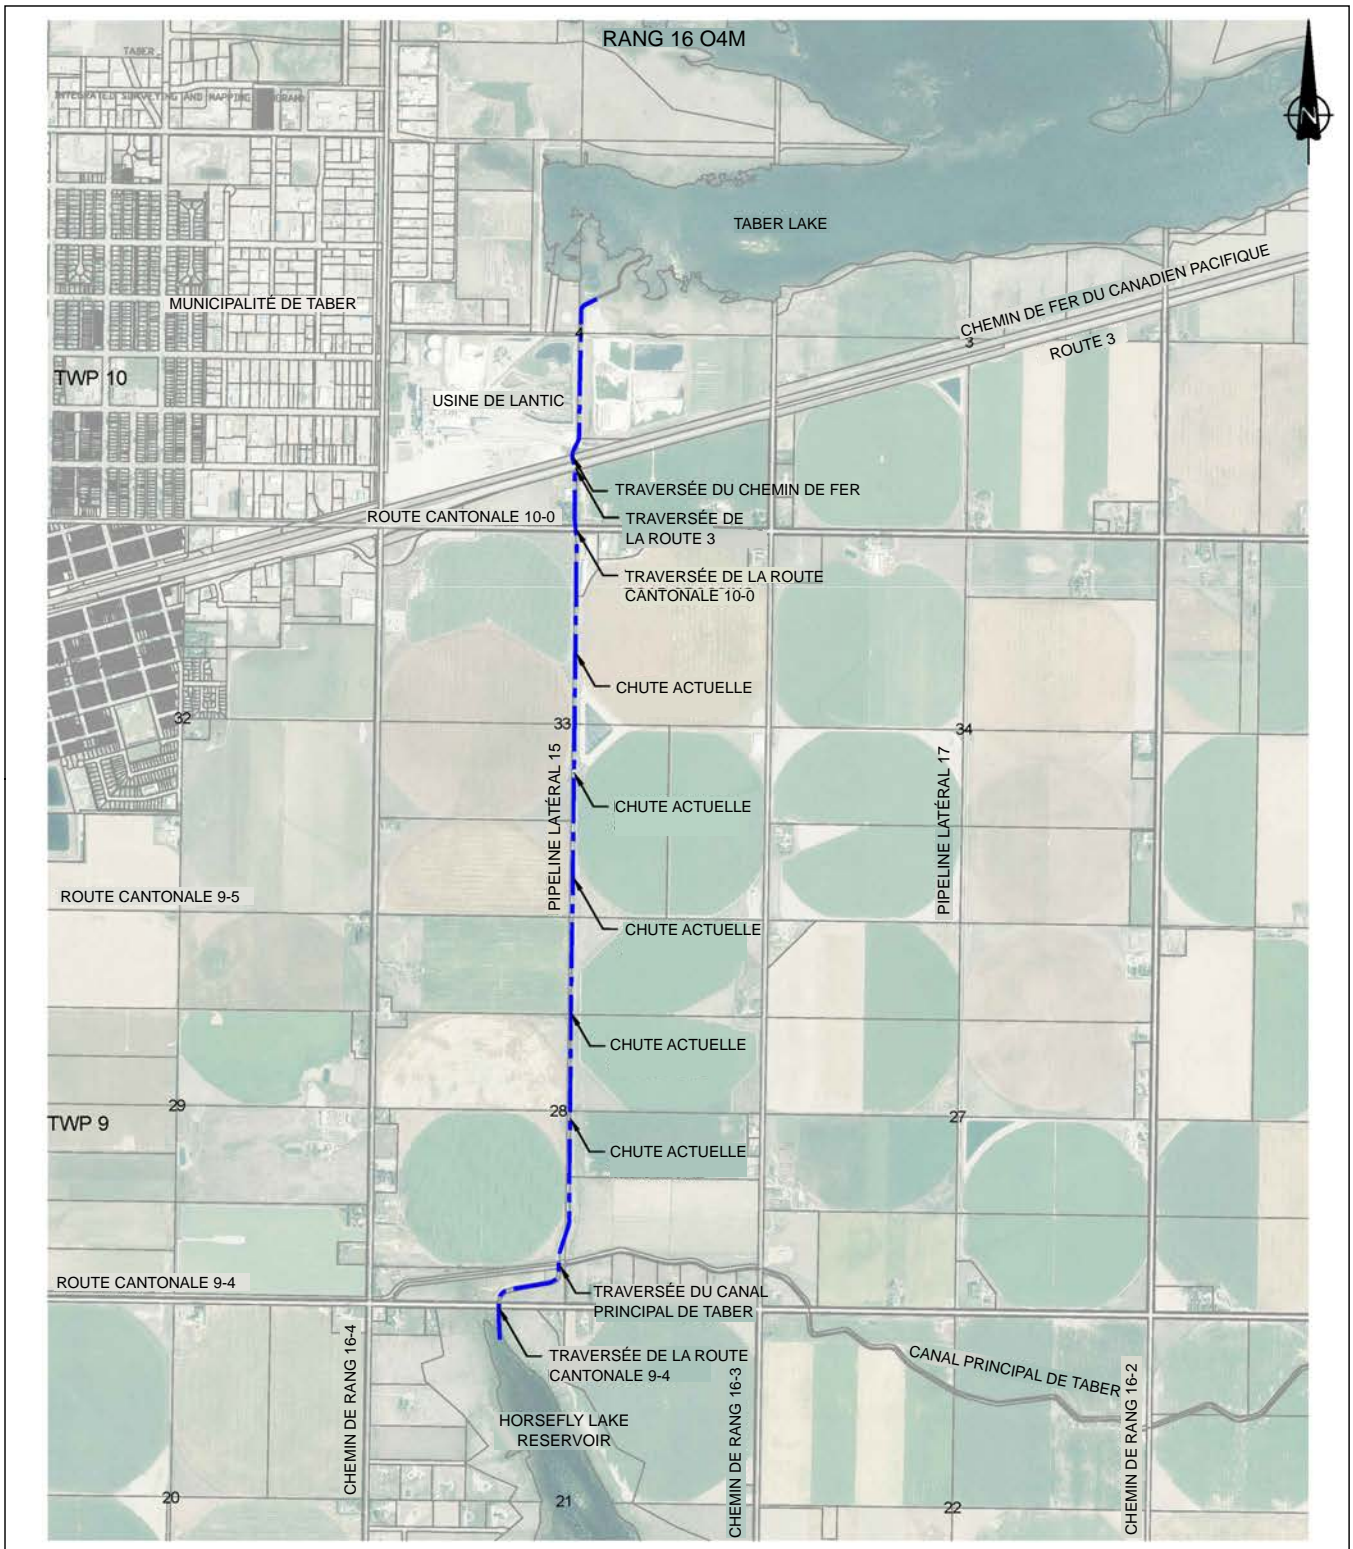 RANG 16 O4M
TABER
INTEGRATED SURVEYING AND MAPPING
N
TABER LAKE
CHEMIN DE FER DU CANADIEN PACIFIQUE
MUNICIPALITÉ DE TABER
4
3
ROUTE 3
TWP 10
USINE DE LANTIC
TRAVERSÉE DU CHEMIN DE FER
ROUTE CANTONALE 10-0
TRAVERSÉE DE
LA ROUTE 3
TRAVERSÉE DE LA ROUTE
CANTONALE 10-0
CHUTE ACTUELLE
32
33
34
PIPELINE LATÉRAL 15
PIPELINE LATÉRAL 17
CHUTE ACTUELLE
ROUTE CANTONALE 9-5
CHUTE ACTUELLE
CHUTE ACTUELLE
29
28
27
TWP 9
CHUTE ACTUELLE
ROUTE CANTONALE 9-4
TRAVERSÉE DU CANAL
PRINCIPAL DE TABER
TRAVERSÉE DE LA ROUTE
CANTONALE 9-4
CANAL PRINCIPAL DE TABER
CHEMIN DE RANG 16-4
CHEMIN DE RANG 16-3
CHEMIN DE RANG 16-2
HORSEFLY LAKE
RESERVOIR
20
21
22